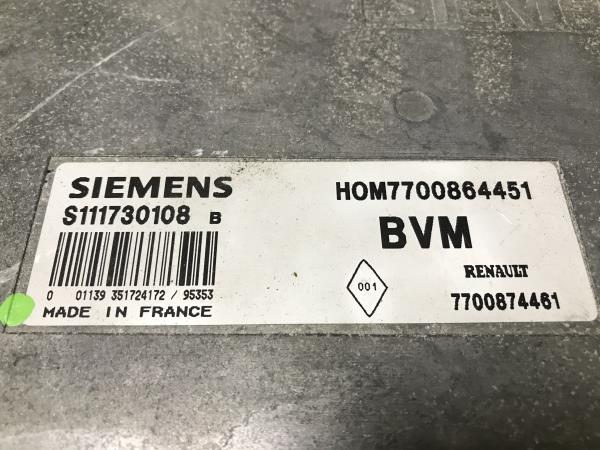 SIEMENS
HOM7700864451
S111730108 B
BVM
001
RENAULT
7700874461
0 01139 351724172 / 95353
MADE IN FRANCE